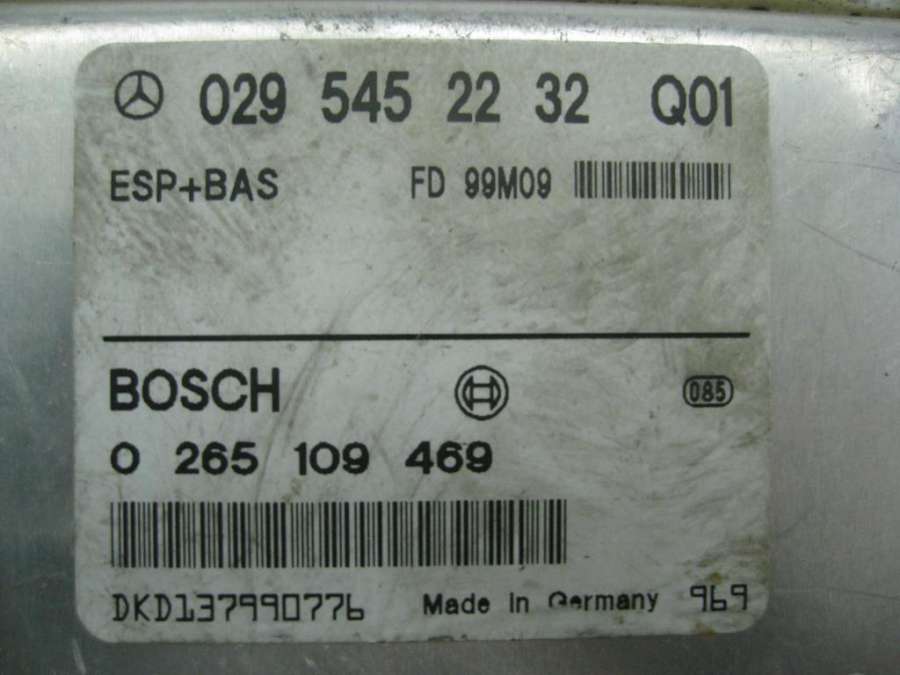 029 545 22 32 Q01
ESP+BAS FD 99M09
BOSCH 085
0 265 109 469
DKD137990776 Made in Germany 969